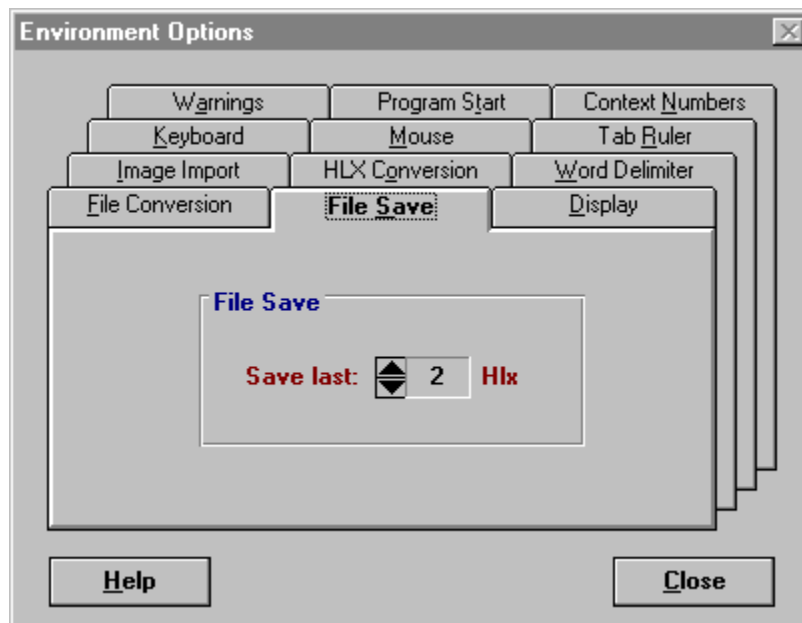 Environment Options
Warnings Program Start Context Numbers
Keyboard Mouse Tab Ruler
Image Import HLX Conversion Word Delimiter
File Conversion File Save Display
File Save
Save last: 2 Hlx
Help Close